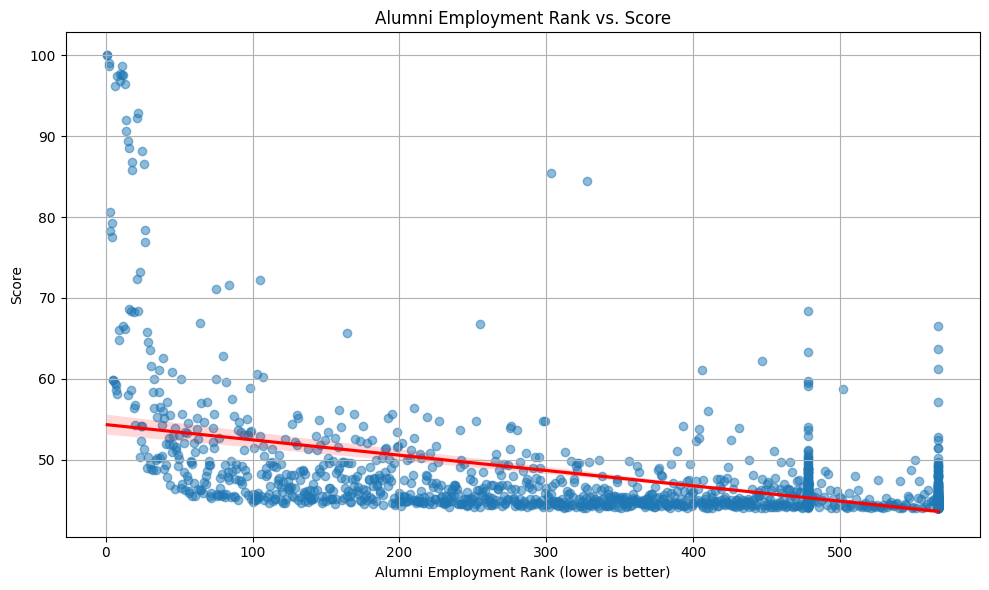 Alumni Employment Rank vs. Score
100
90
80
70
60
50
Score
0 100 200 300 400 500
Alumni Employment Rank (lower is better)